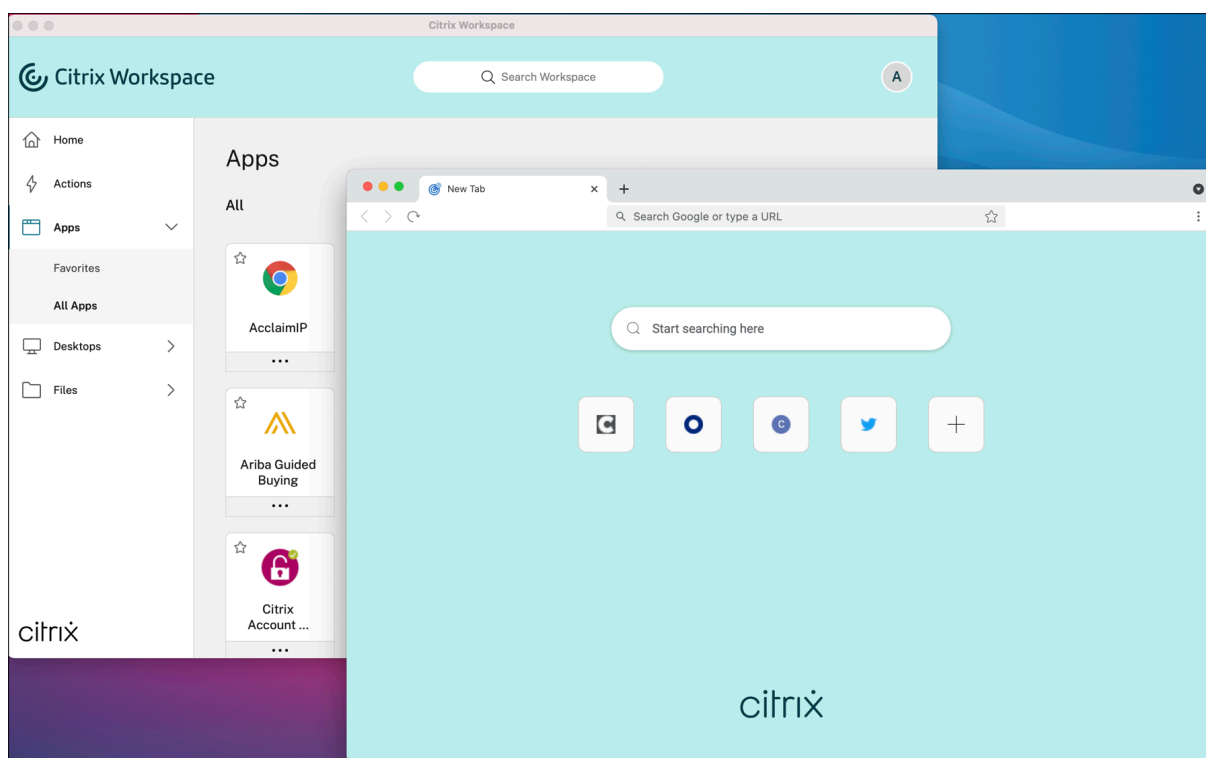 Citrix Workspace
Citrix Workspace
Search Workspace
A
Home
Actions
Apps
Favorites
All Apps
Desktops
Files
citrix
Apps
All
AcclaimIP
Ariba Guided
Buying
Citrix
Account ...
New Tab
Search Google or type a URL
Start searching here
C
C
citrix